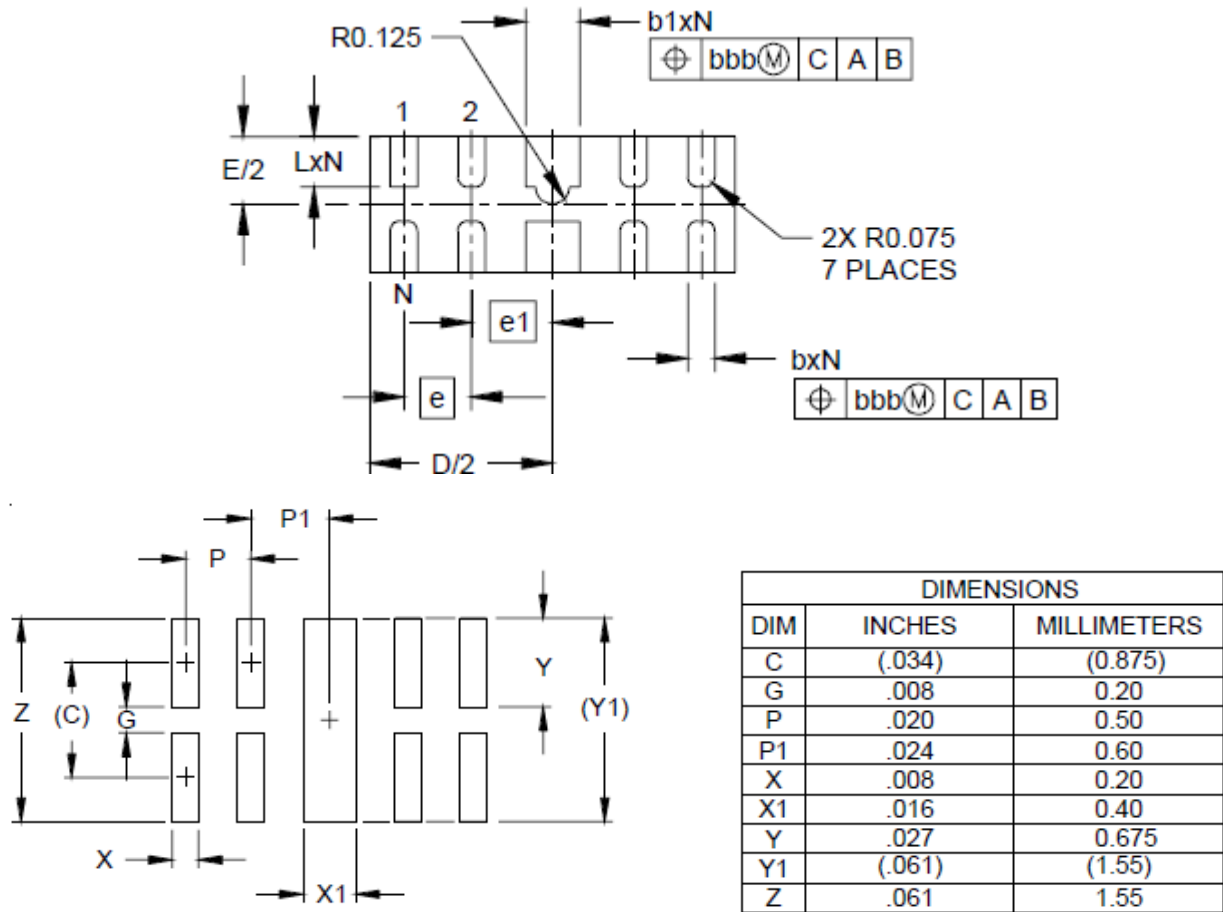 b1xN
R0.125
⌖ bbbⓂ C A B
1 2
E/2 LxN
2X R0.075
7 PLACES
N
e1
bxN
e
⌖ bbbⓂ C A B
D/2
P1
P
Z (C) G Y (Y1)
X
X1
DIMENSIONS
DIM INCHES MILLIMETERS
C (.034) (0.875)
G .008 0.20
P .020 0.50
P1 .024 0.60
X .008 0.20
X1 .016 0.40
Y .027 0.675
Y1 (.061) (1.55)
Z .061 1.55